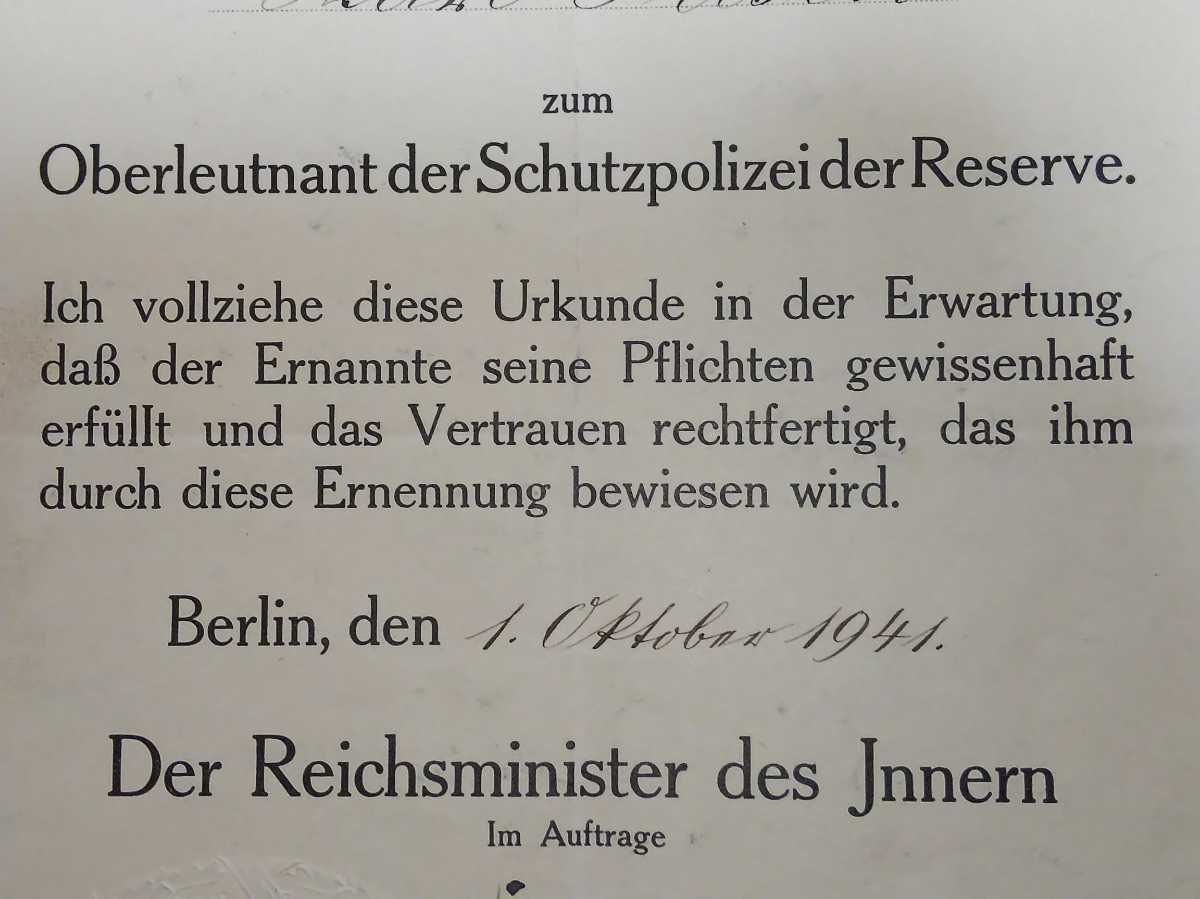 zum
Oberleutnant der Schutzpolizei der Reserve.
Ich vollziehe diese Urkunde in der Erwartung,
daß der Ernannte seine Pflichten gewissenhaft
erfüllt und das Vertrauen rechtfertigt, das ihm
durch diese Ernennung bewiesen wird.
Berlin, den 1. Oktober 1941.
Der Reichsminister des Jnnern
Im Auftrage